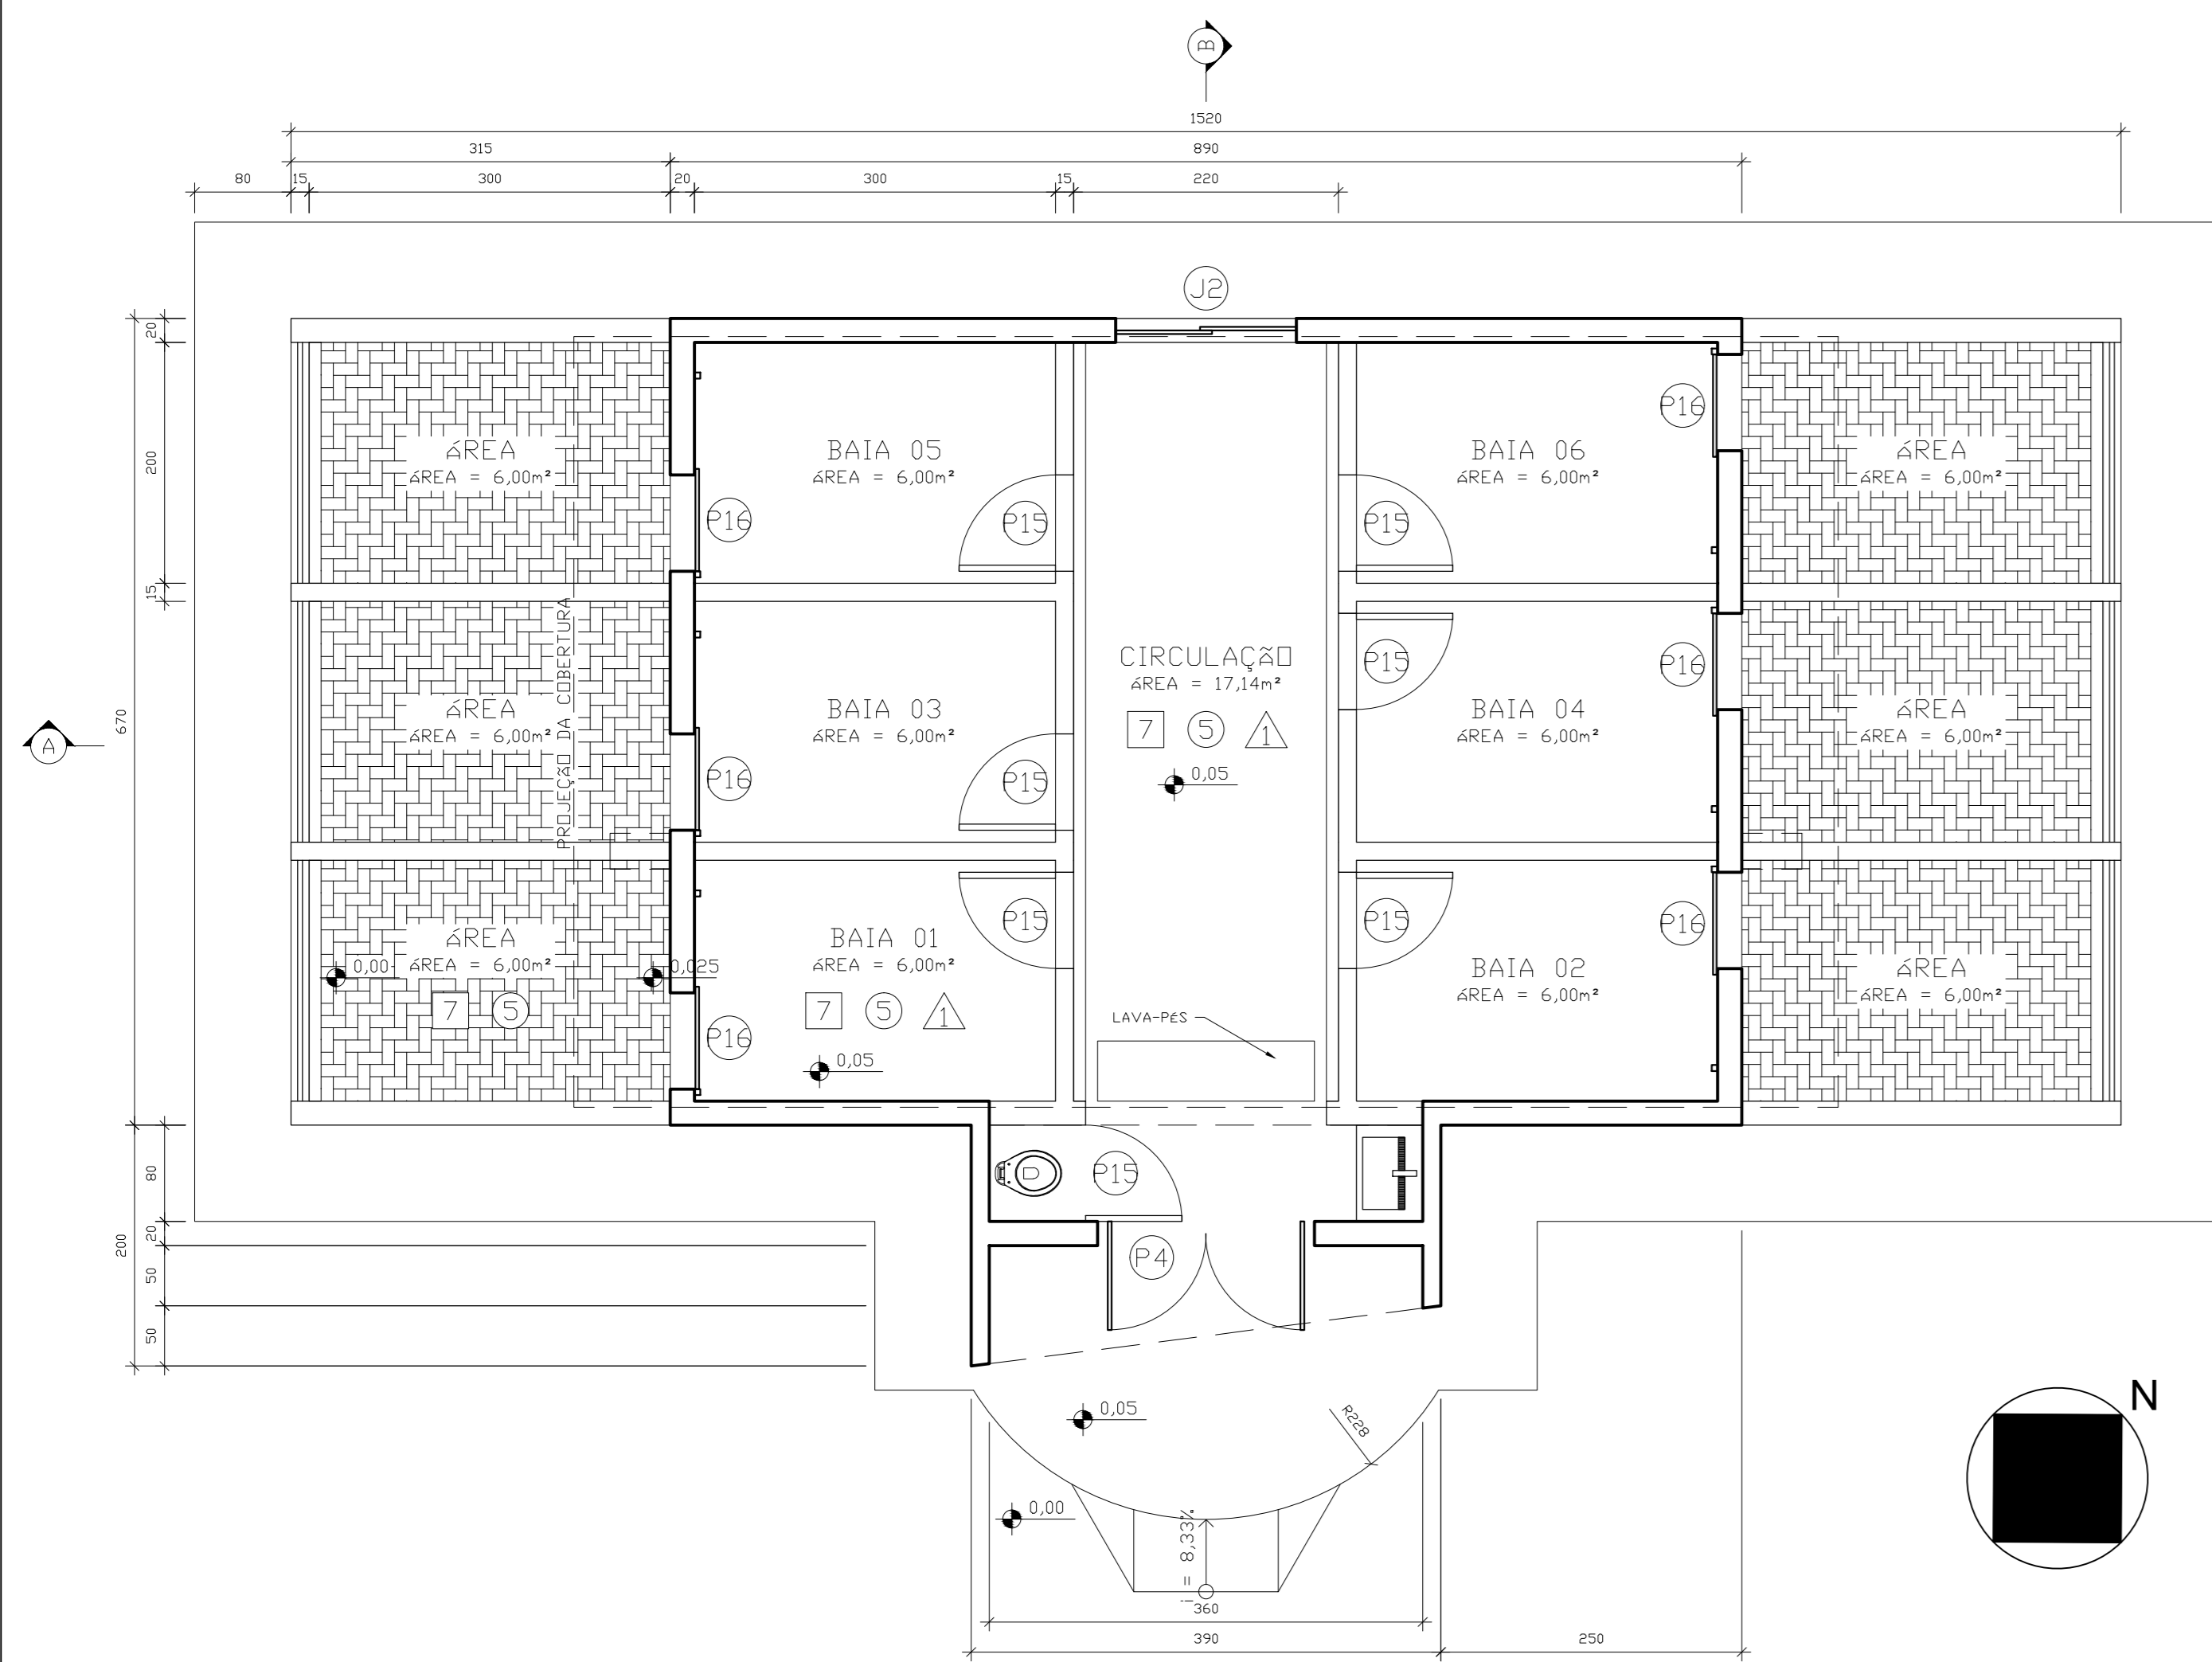 B
1520
315
890
80
15
300
20
300
15
220
J2
20
200
15
670
80
200
20
50
50
ÁREA
ÁREA = 6,00m²
BAIA 05
ÁREA = 6,00m²
BAIA 06
ÁREA = 6,00m²
ÁREA
ÁREA = 6,00m²
P16
P16
P15
P15
PROJEÇÃO DA COBERTURA
CIRCULAÇÃO
ÁREA = 17,14m²
7 5 1
0,05
ÁREA
ÁREA = 6,00m²
BAIA 03
ÁREA = 6,00m²
BAIA 04
ÁREA = 6,00m²
ÁREA
ÁREA = 6,00m²
P15
P16
A
P16
P15
ÁREA
ÁREA = 6,00m²
0,00
0,025
7 5
BAIA 01
ÁREA = 6,00m²
7 5 1
0,05
P15
P15
P16
BAIA 02
ÁREA = 6,00m²
ÁREA
ÁREA = 6,00m²
P16
LAVA-PÉS
P15
P4
0,05
R228
0,00
i = 8,33%
360
390
250
N